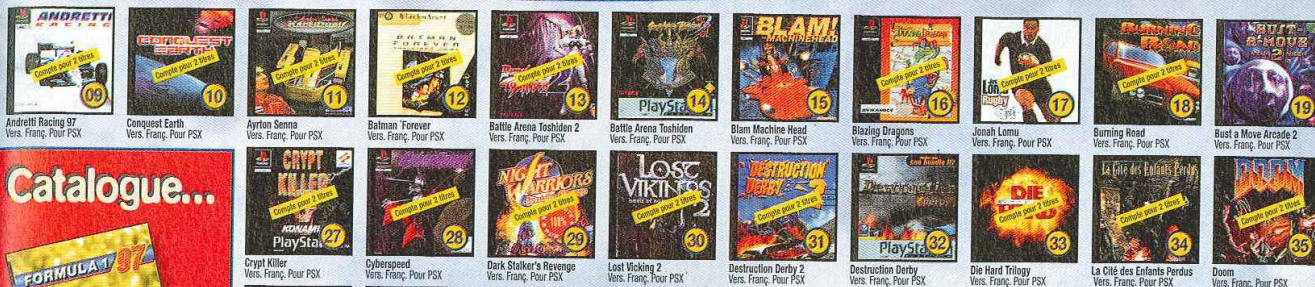 ANDRETTI
RACING
Compte pour 2 titres
09
Andretti Racing 97
Vers. Franç. Pour PSX
CONQUEST
EARTH
Compte pour 2 titres
10
Conquest Earth
Vers. Franç. Pour PSX
Compte pour 2 titres
11
Ayrton Senna
Vers. Franç. Pour PSX
BATMAN
FOREVER
Compte pour 2 titres
12
Batman 'Forever
Vers. Franç. Pour PSX
Compte pour 2 titres
13
Battle Arena Toshiden 2
Vers. Franç. Pour PSX
PlaySta
14
Battle Arena Toshiden
Vers. Franç. Pour PSX
BLAM!
MACHINEHEAD
15
Blam Machine Head
Vers. Franç. Pour PSX
Compte pour 2 titres
16
Blazing Dragons
Vers. Franç. Pour PSX
Compte pour 2 titres
Rugby
17
Jonah Lomu
Vers. Franç. Pour PSX
BURNING
ROAD
Compte pour 2 titres
18
Burning Road
Vers. Franç. Pour PSX
BUST-
A-MOVE
2
19
Bust a Move Arcade 2
Vers. Franç. Pour PSX
Catalogue...
FORMULA 1 97
CRYPT
KILLER
Compte pour 2 titres
KONAMI
PlaySta
27
Crypt Killer
Vers. Franç. Pour PSX
Compte pour 2 titres
28
Cyberspeed
Vers. Franç. Pour PSX
NIGHT
WARRIORS
Compte pour 2 titres
29
Dark Stalker's Revenge
Vers. Franç. Pour PSX
LOST
VIKINGS
2
30
Lost Vicking 2
Vers. Franç. Pour PSX
DESTRUCTION
DERBY 2
Compte pour 2 titres
31
Destruction Derby 2
Vers. Franç. Pour PSX
Compte pour 2 titres
PlaySta
32
Destruction Derby
Vers. Franç. Pour PSX
DIE
Compte pour 2 titres
33
Die Hard Trilogy
Vers. Franç. Pour PSX
La Cité des Enfants Perdus
Compte pour 2 titres
34
La Cité des Enfants Perdus
Vers. Franç. Pour PSX
DOOM
Compte pour 2 titres
35
Doom
Vers. Franç. Pour PSX